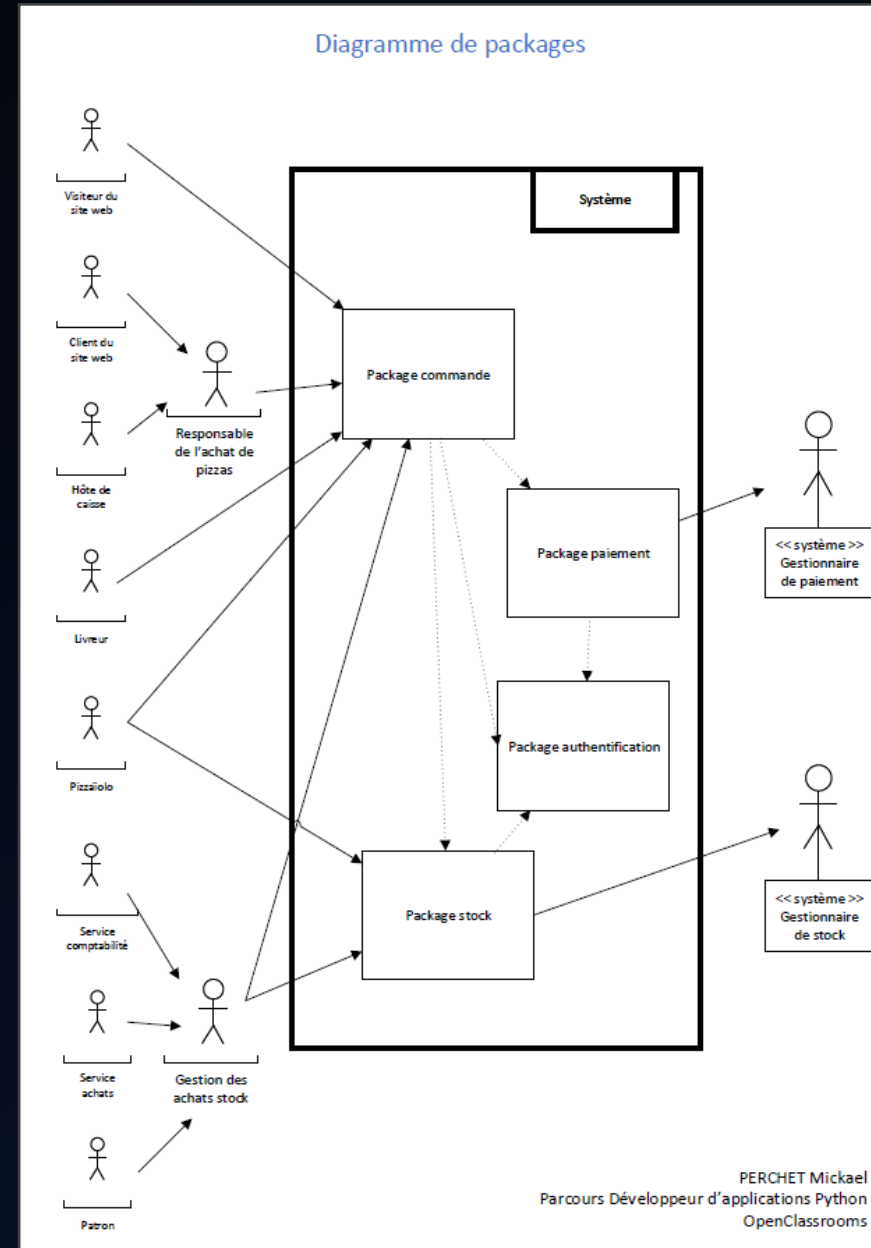 Diagramme de packages
Visiteur du
site web
Système
Client du
site web
Package commande
Responsable
de l'achat de
pizzas
Hôte de
caisse
Package paiement
<< système >>
Gestionnaire
de paiement
Livreur
Package authentification
Pizzaïolo
Package stock
<< système >>
Gestionnaire
de stock
Service
comptabilité
Service
achats
Gestion des
achats stock
Patron
PERCHET Mickael
Parcours Développeur d'applications Python
OpenClassrooms